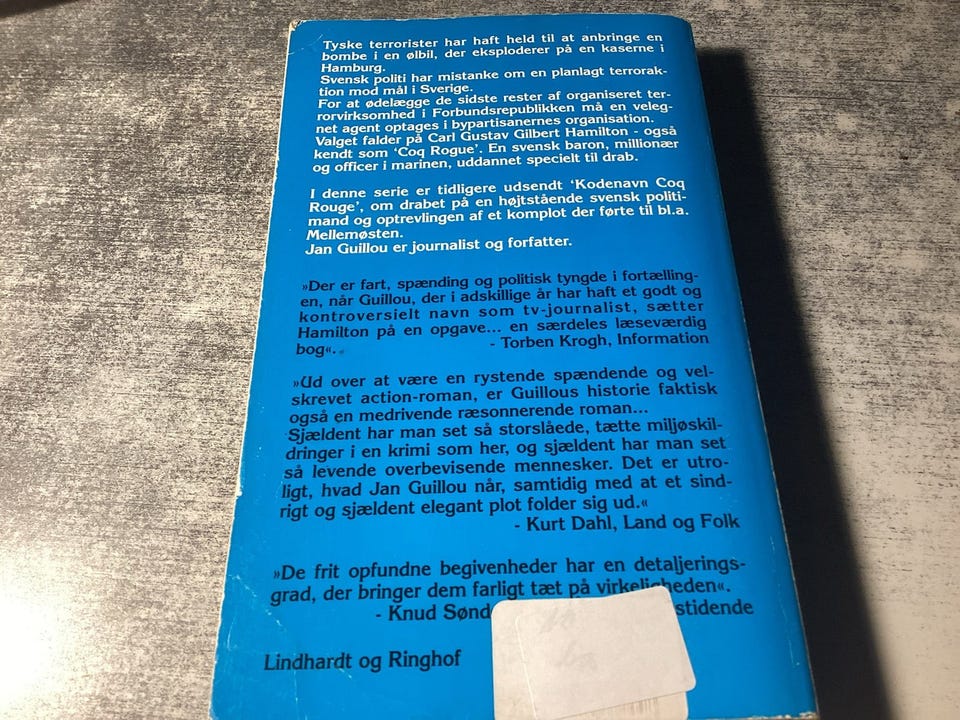 Tyske terrorister har haft held til at anbringe en
bombe i en ølbil, der eksploderer på en kaserne i
Hamburg.
Svensk politi har mistanke om en planlagt terrorak-
tion mod mål i Sverige.
For at ødelægge de sidste rester af organiseret ter-
rorvirksomhed i Forbundsrepublikken må en veleg-
net agent optages i bypartisanernes organisation.
Valget falder på Carl Gustav Gilbert Hamilton - også
kendt som 'Coq Rogue'. En svensk baron, millionær
og officer i marinen, uddannet specielt til drab.
I denne serie er tidligere udsendt 'Kodenavn Coq
Rouge', om drabet på en højtstående svensk politi-
mand og optrevlingen af et komplot der førte til bl.a.
Mellemøsten.
Jan Guillou er journalist og forfatter.
»Der er fart, spænding og politisk tyngde i fortælling-
en, når Guillou, der i adskillige år har haft et godt og
kontroversielt navn som tv-journalist, sætter
Hamilton på en opgave... en særdeles læseværdig
bog«.
- Torben Krogh, Information
»Ud over at være en rystende spændende og vel-
skrevet action-roman, er Guillous historie faktisk
også en medrivende ræsonnerende roman...
Sjældent har man set så storslåede, tætte miljøskil-
dringer i en krimi som her, og sjældent har man set
så levende overbevisende mennesker. Det er utro-
ligt, hvad Jan Guillou når, samtidig med at et sind-
rigt og sjældent elegant plot folder sig ud.«
- Kurt Dahl, Land og Folk
»De frit opfundne begivenheder har en detaljerings-
grad, der bringer dem farligt tæt på virkeligheden«.
- Knud Sønd stidende
Lindhardt og Ringhof